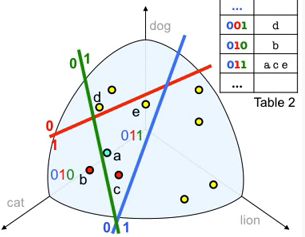 dog
...
001 d
010 b
011 a c e
...
Table 2
0 1
d
e
0
1
011
a
010
b
c
cat
lion
0 1